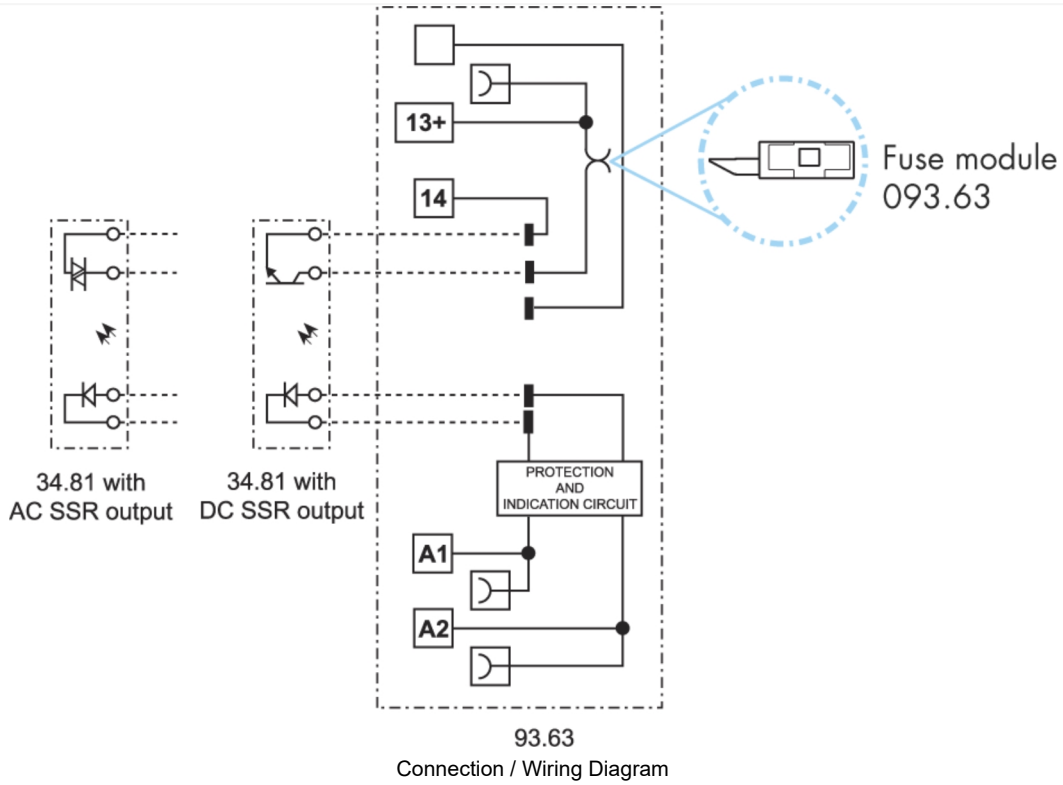 13+
Fuse module
093.63
14
34.81 with
AC SSR output
34.81 with
DC SSR output
PROTECTION
AND
INDICATION CIRCUIT
A1
A2
93.63
Connection / Wiring Diagram